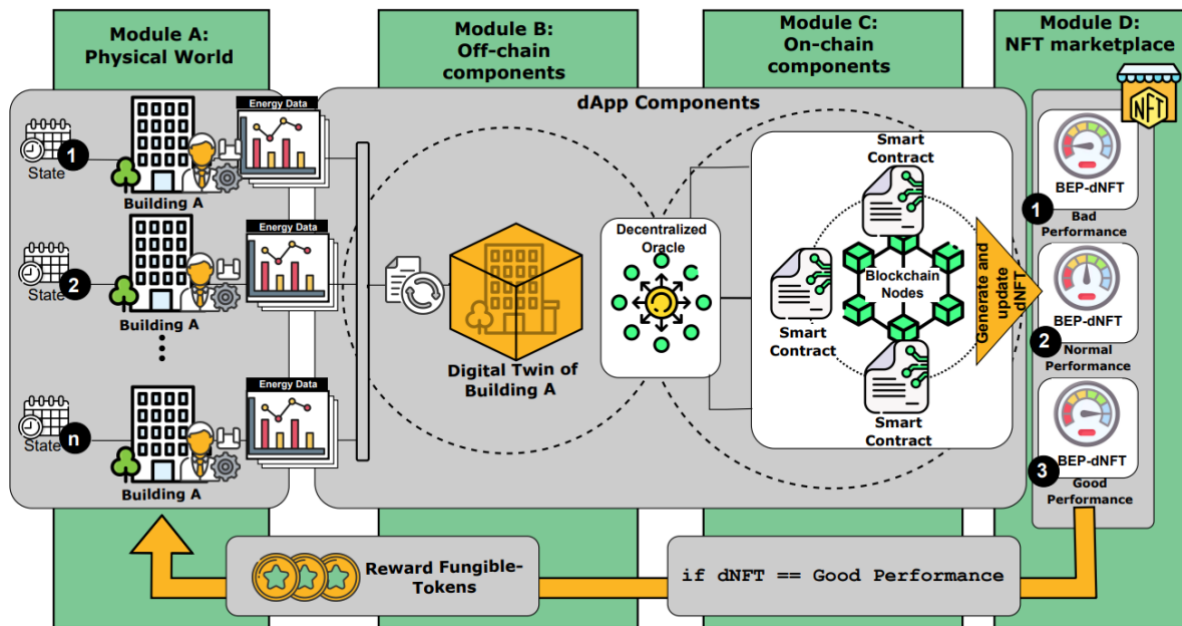 Module A:
Physical World
Module B:
Off-chain
components
Module C:
On-chain
components
Module D:
NFT marketplace
NFT
dApp Components
Energy Data
1
State
Building A
Energy Data
2
State
Building A
Energy Data
n
State
Building A
Digital Twin of
Building A
Decentralized
Oracle
Smart
Contract
Smart
Contract
Blockchain
Nodes
Smart
Contract
Generate and
update
dNFT
BEP-dNFT
1
Bad
Performance
BEP-dNFT
2
Normal
Performance
BEP-dNFT
3
Good
Performance
Reward Fungible-
Tokens
if dNFT == Good Performance